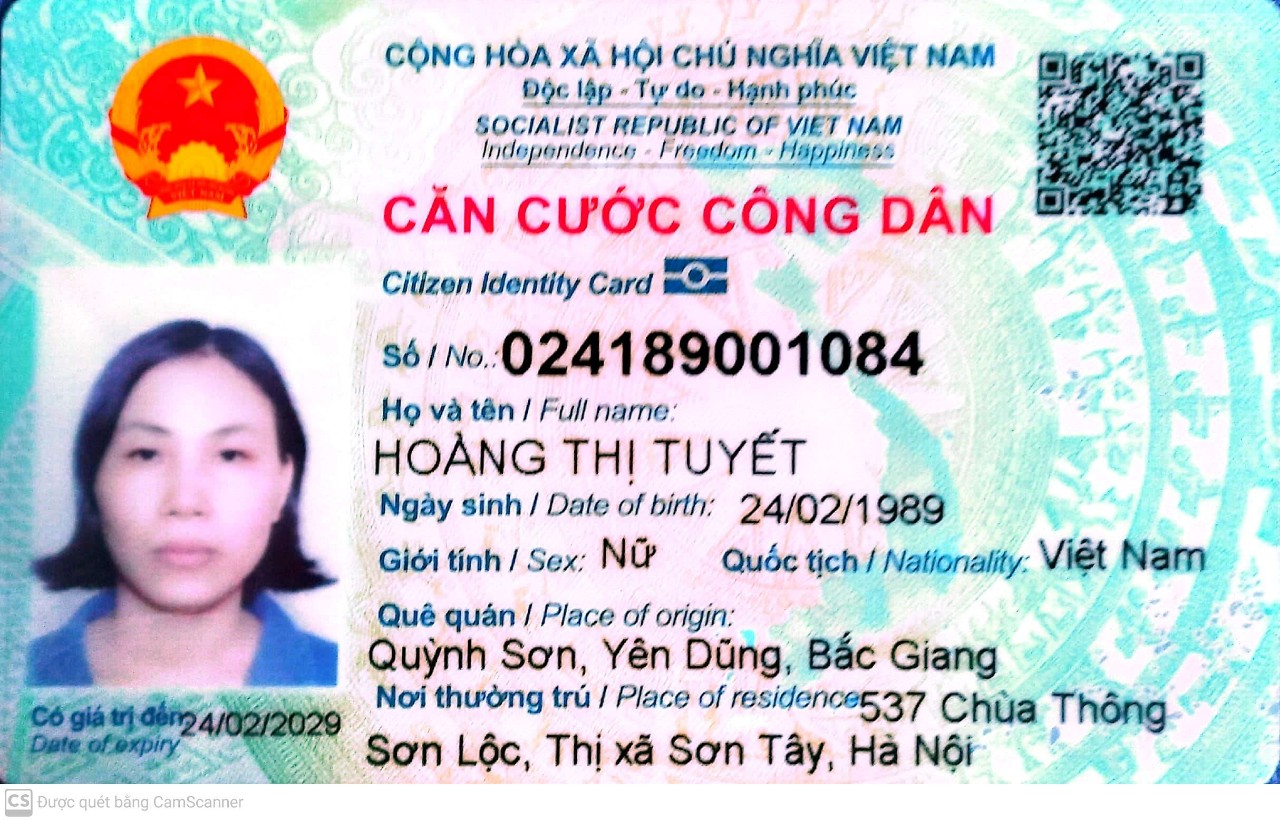 CỘNG HÒA XÃ HỘI CHỦ NGHĨA VIỆT NAM
Độc lập - Tự do - Hạnh phúc
SOCIALIST REPUBLIC OF VIET NAM
Independence - Freedom - Happiness
CĂN CƯỚC CÔNG DÂN
Citizen Identity Card
Số / No.: 024189001084
Họ và tên / Full name:
HOÀNG THỊ TUYẾT
Ngày sinh / Date of birth: 24/02/1989
Giới tính / Sex: Nữ Quốc tịch / Nationality: Việt Nam
Quê quán / Place of origin:
Quỳnh Sơn, Yên Dũng, Bắc Giang
Nơi thường trú / Place of residence 537 Chùa Thông
Sơn Lộc, Thị xã Sơn Tây, Hà Nội
Có giá trị đến 24/02/2029
Date of expiry
VIỆT NAM
CS Được quét bằng CamScanner